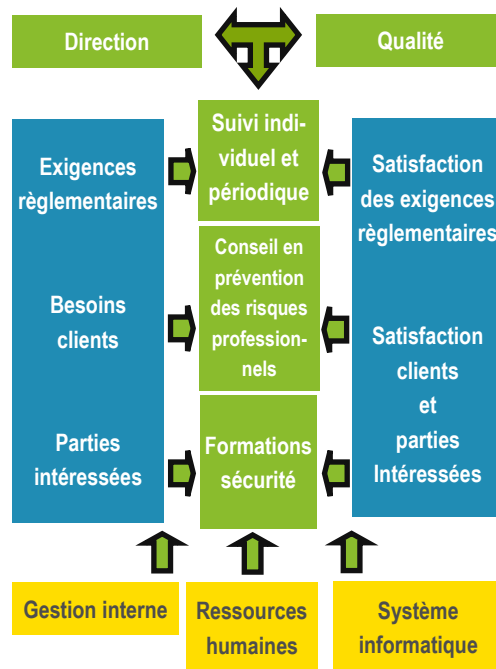 Direction
Qualité
Exigences
règlementaires
Besoins
clients
Parties
intéressées
Suivi indi-
viduel et
périodique
Conseil en
prévention
des risques
profession-
nels
Formations
sécurité
Satisfaction
des exigences
règlementaires
Satisfaction
clients
et
parties
Intéressées
Gestion interne
Ressources
humaines
Système
informatique